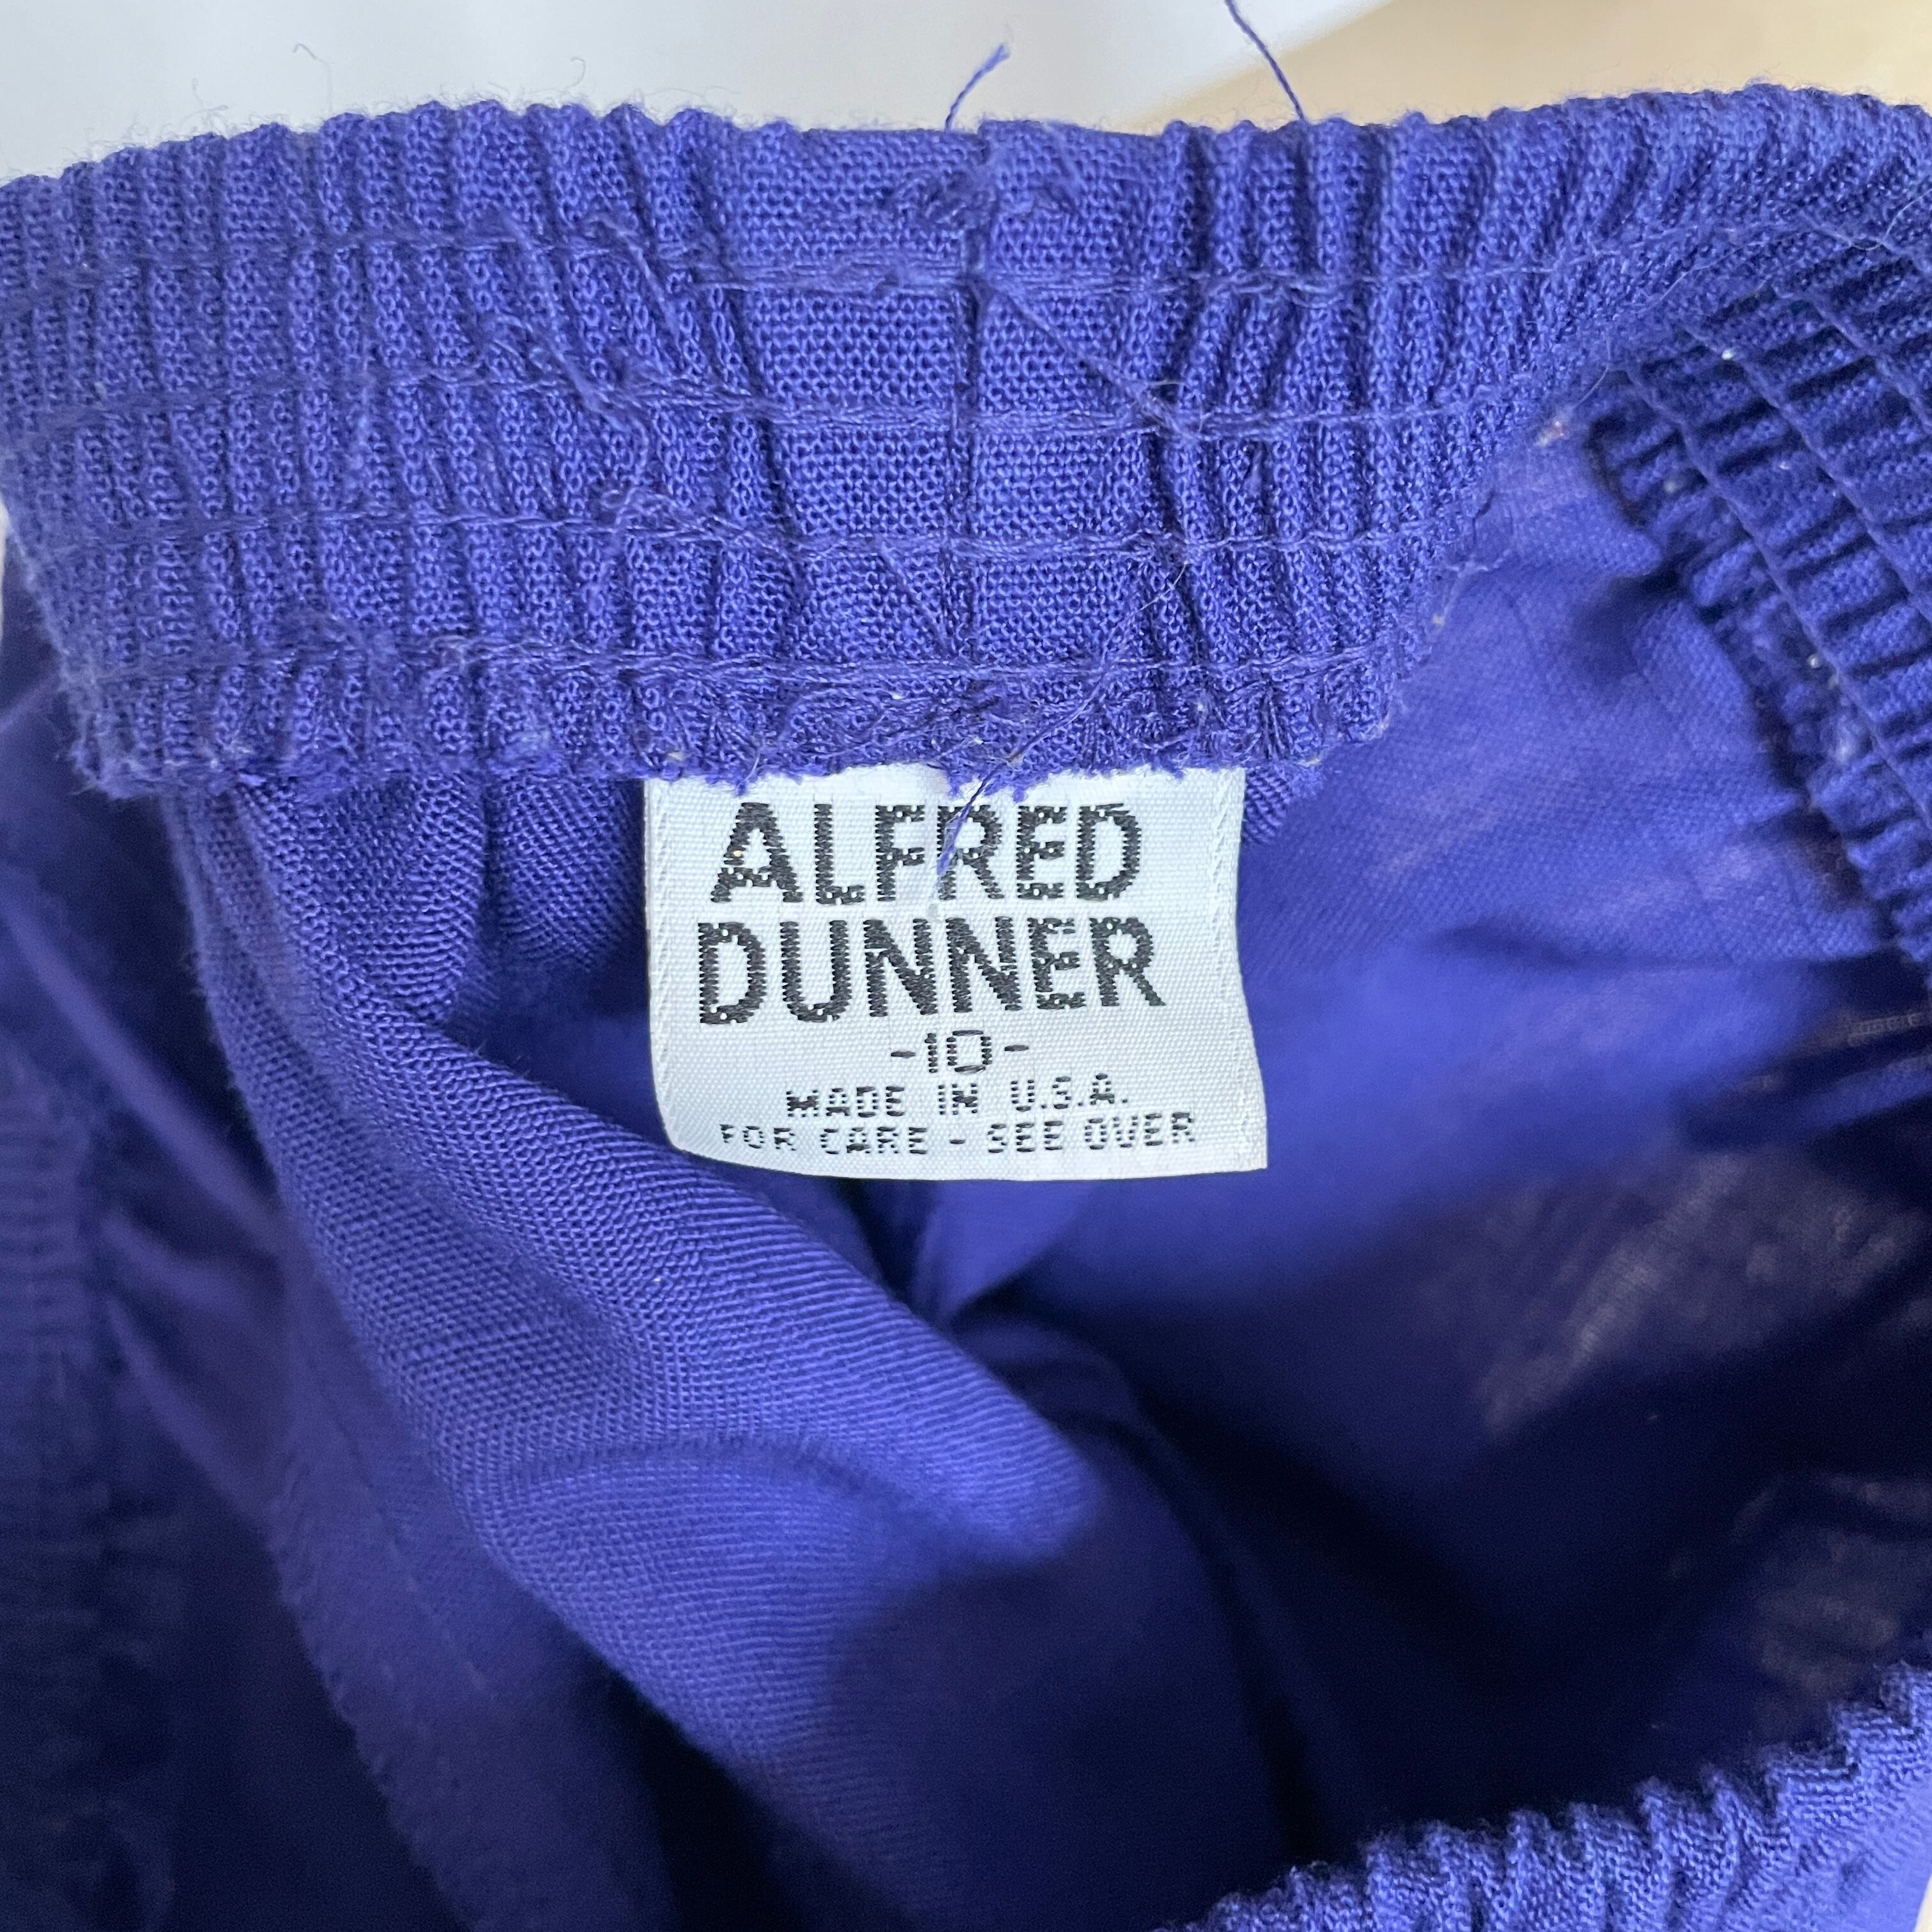 ALFRED
DUNNER
-10-
MADE IN U.S.A.
FOR CARE - SEE OVER